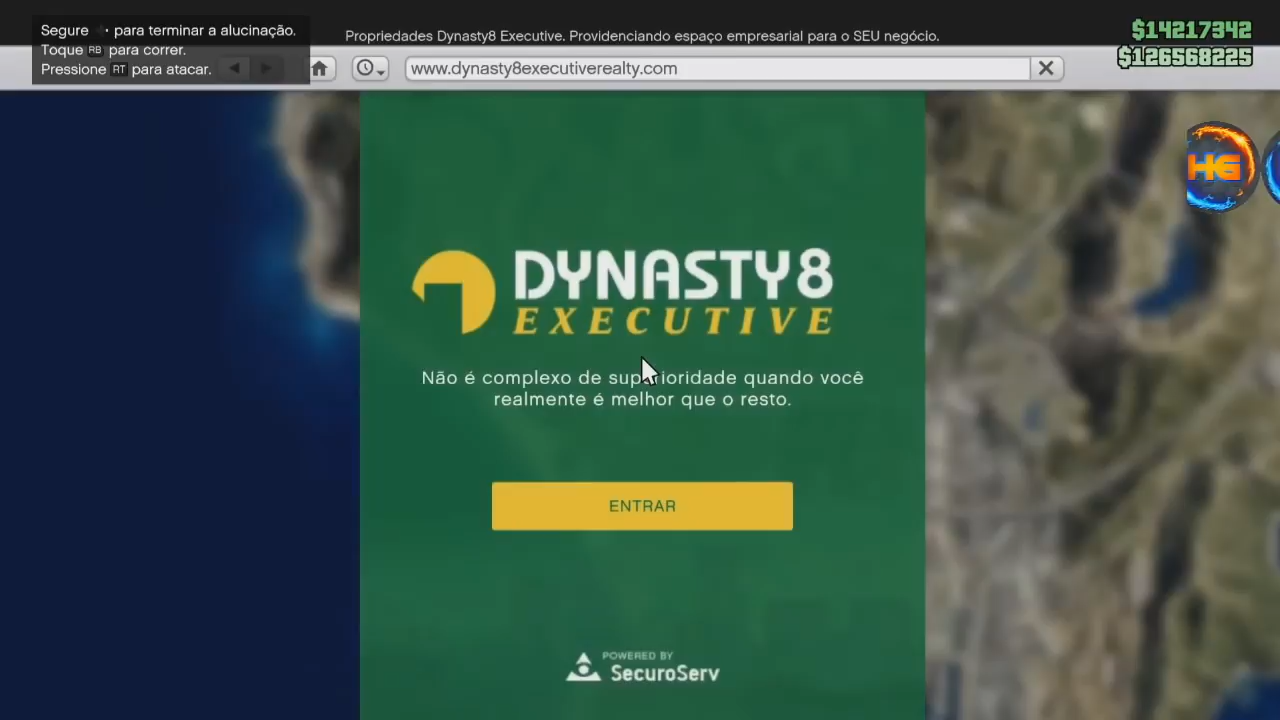 Segure para terminar a alucinação.
Toque RB para correr.
Pressione RT para atacar.
Propriedades Dynasty8 Executive. Providenciando espaço empresarial para o SEU negócio.
$14217342
$126568225
www.dynasty8executiverealty.com
HG
DYNASTY8
EXECUTIVE
Não é complexo de superioridade quando você
realmente é melhor que o resto.
ENTRAR
POWERED BY
SecuroServ